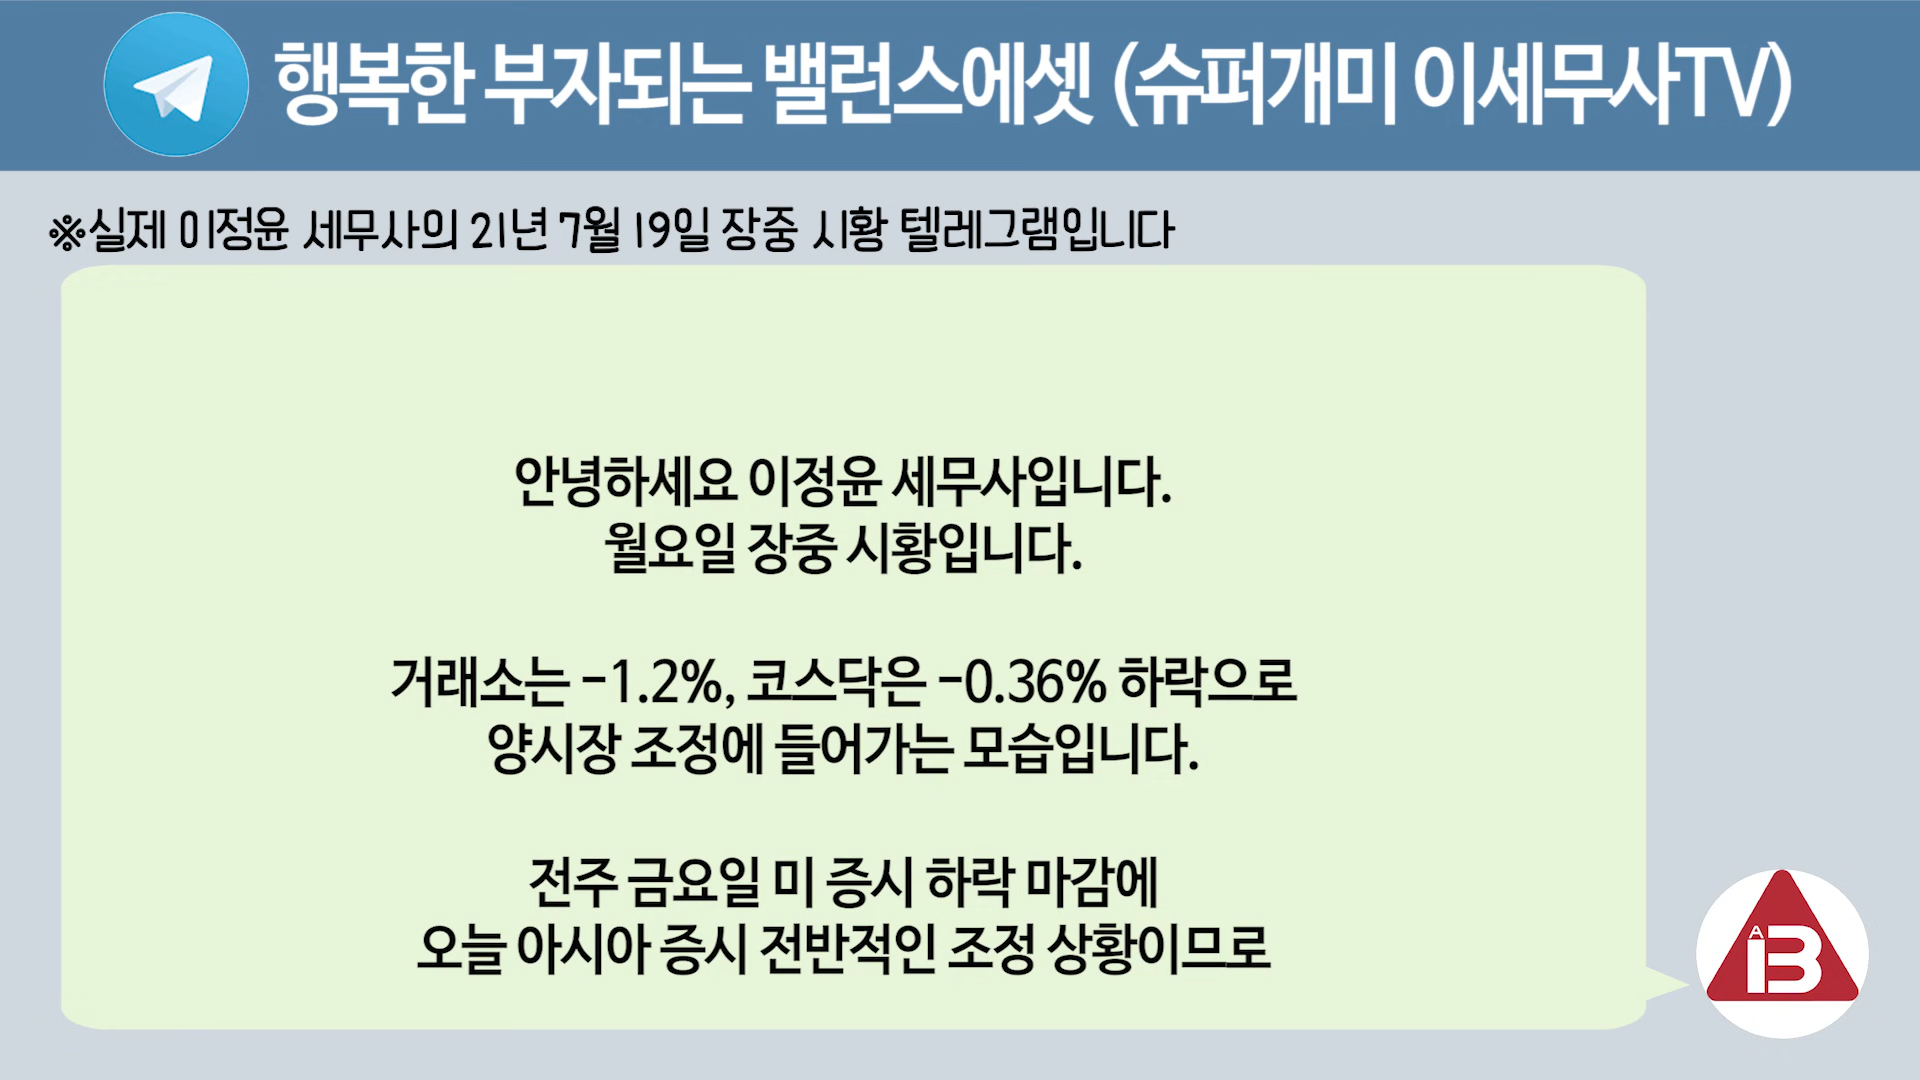 행복한 부자되는 밸런스에셋 (슈퍼개미 이세무사TV)
※실제 이정윤 세무사의 21년 7월 19일 장중 시황 텔레그램입니다
안녕하세요 이정윤 세무사입니다.
월요일 장중 시황입니다.
거래소는 -1.2%, 코스닥은 -0.36% 하락으로
양시장 조정에 들어가는 모습입니다.
전주 금요일 미 증시 하락 마감에
오늘 아시아 증시 전반적인 조정 상황이므로
A
B